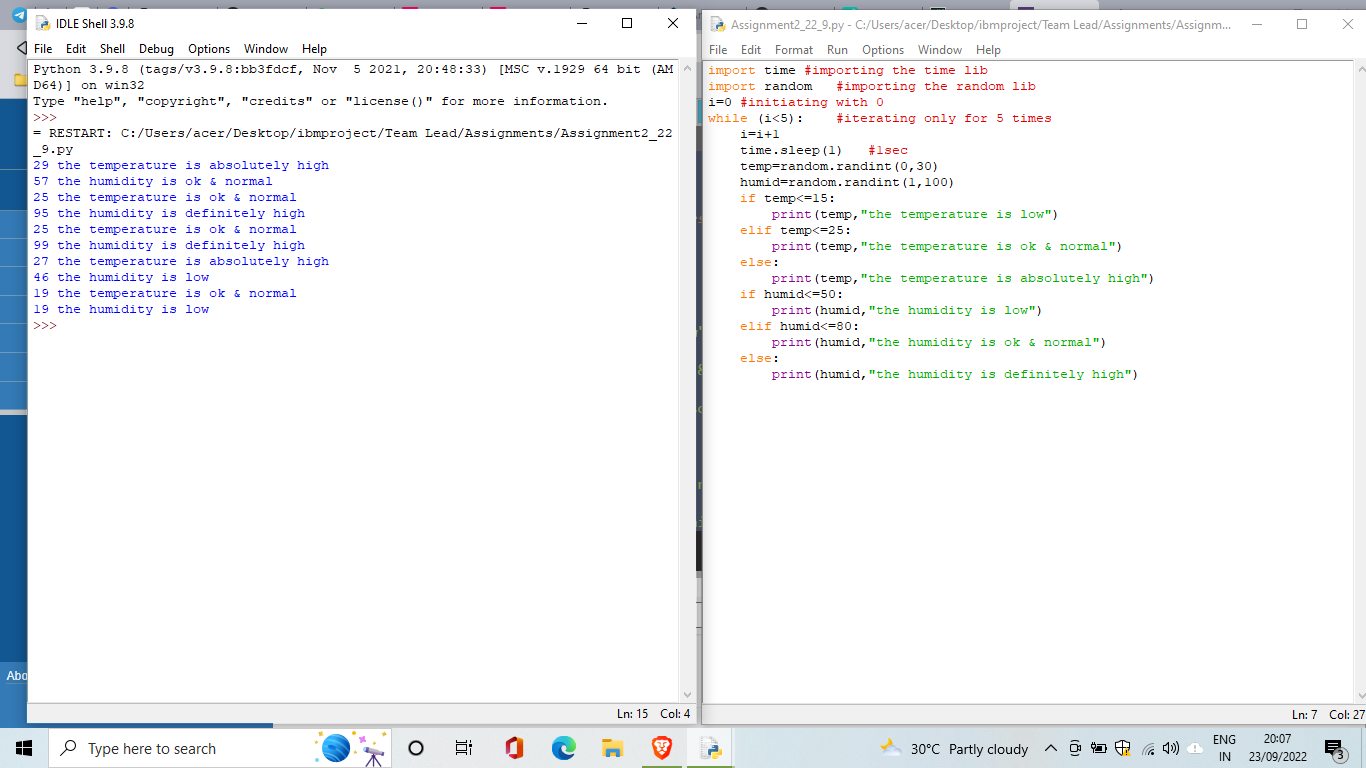 IDLE Shell 3.9.8
File Edit Shell Debug Options Window Help
Python 3.9.8 (tags/v3.9.8:bb3fdcf, Nov  5 2021, 20:48:33) [MSC v.1929 64 bit (AM
D64)] on win32
Type "help", "copyright", "credits" or "license()" for more information.
>>>
= RESTART: C:/Users/acer/Desktop/ibmproject/Team Lead/Assignments/Assignment2_22
_9.py
29 the temperature is absolutely high
57 the humidity is ok & normal
25 the temperature is ok & normal
95 the humidity is definitely high
25 the temperature is ok & normal
99 the humidity is definitely high
27 the temperature is absolutely high
46 the humidity is low
19 the temperature is ok & normal
19 the humidity is low
>>>
Ln: 15 Col: 4
Assignment2_22_9.py - C:/Users/acer/Desktop/ibmproject/Team Lead/Assignments/Assignm...
File Edit Format Run Options Window Help
import time #importing the time lib
import random   #importing the random lib
i=0 #initiating with 0
while (i<5):    #iterating only for 5 times
    i=i+1
    time.sleep(1)   #1sec
    temp=random.randint(0,30)
    humid=random.randint(1,100)
    if temp<=15:
        print(temp,"the temperature is low")
    elif temp<=25:
        print(temp,"the temperature is ok & normal")
    else:
        print(temp,"the temperature is absolutely high")
    if humid<=50:
        print(humid,"the humidity is low")
    elif humid<=80:
        print(humid,"the humidity is ok & normal")
    else:
        print(humid,"the humidity is definitely high")
Ln: 7 Col: 27
Abo
Type here to search
30°C Partly cloudy
ENG
IN
20:07
23/09/2022
3